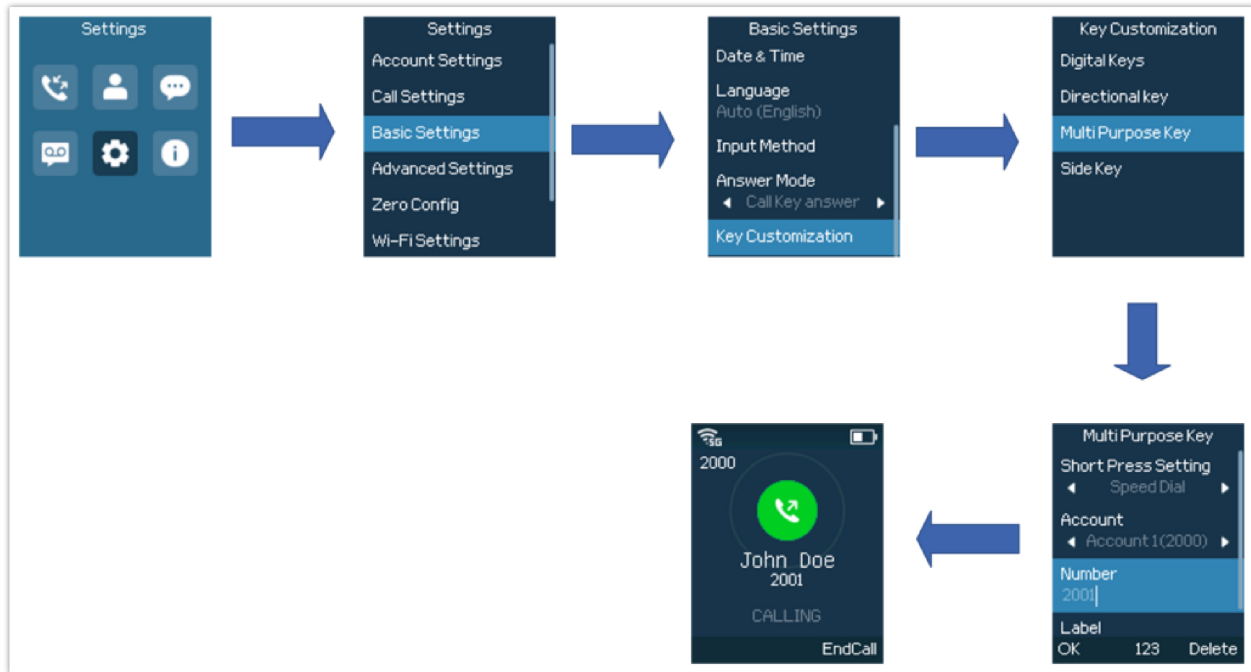 Settings
Settings
Account Settings
Call Settings
Basic Settings
Advanced Settings
Zero Config
Wi-Fi Settings
Basic Settings
Date & Time
Language
Auto (English)
Input Method
Answer Mode
Call Key answer
Key Customization
Key Customization
Digital Keys
Directional key
Multi Purpose Key
Side Key
Multi Purpose Key
Short Press Setting
Speed Dial
Account
Account 1(2000)
Number
2001
Label
OK 123 Delete
5G
2000
John Doe
2001
CALLING
EndCall